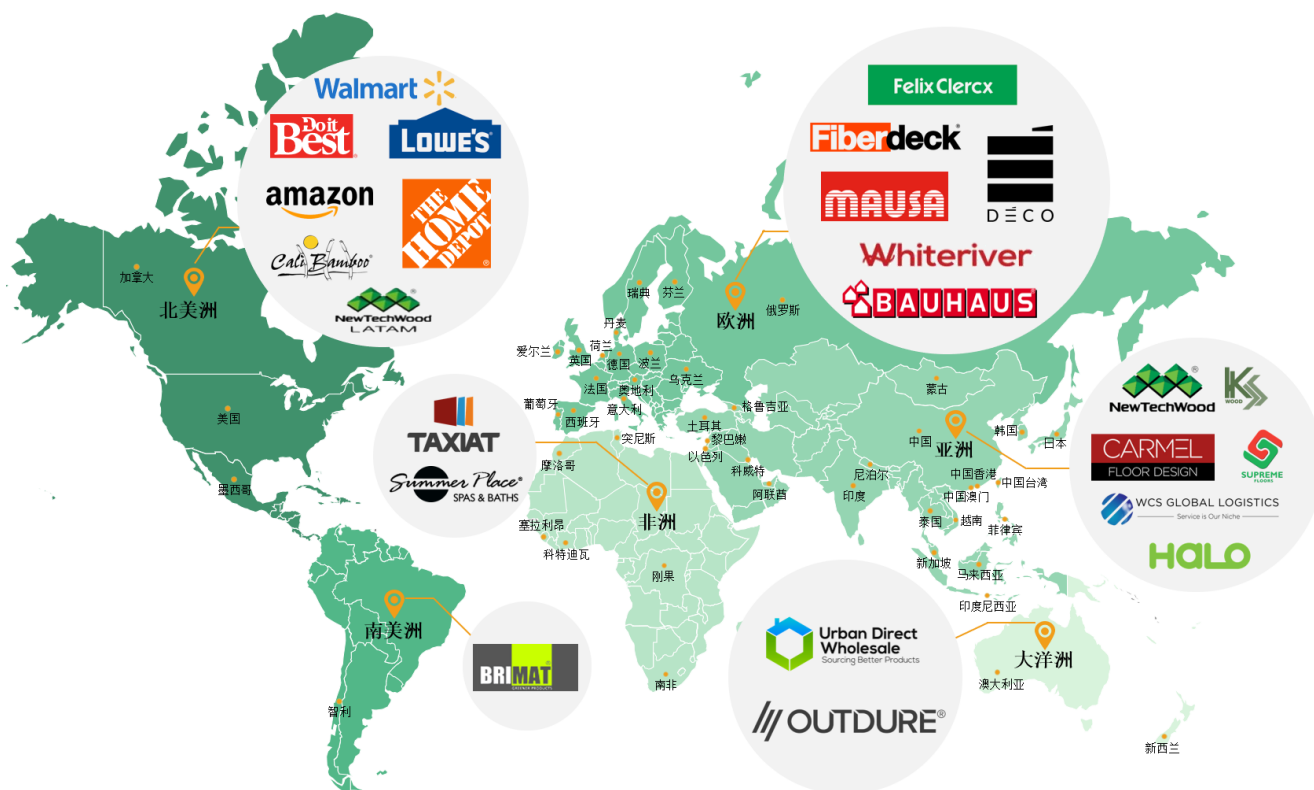 Walmart
Do it
Best
LOWE'S
amazon
THE
HOME
DEPOT
®
Cali Bamboo®
NewTechWood®
LATAM
Felix Clercx
Fiberdeck®
MAUSA
DĒCO
Whiteriver
BAUHAUS®
加拿大
北美洲
美国
墨西哥
TAXIAT
Summer Place®
SPAS & BATHS
瑞典
芬兰
欧洲
俄罗斯
丹麦
爱尔兰
英国
荷兰
德国
波兰
法国
奥地利
乌克兰
葡萄牙
西班牙
意大利
格鲁吉亚
土耳其
突尼斯
黎巴嫩
以色列
摩洛哥
科威特
阿联酋
非洲
塞拉利昂
科特迪瓦
刚果
南非
蒙古
中国
亚洲
韩国
日本
尼泊尔
中国香港
中国台湾
印度
中国澳门
泰国
越南
菲律宾
新加坡
马来西亚
印度尼西亚
NewTechWood®
KS
WOOD
CARMEL
FLOOR DESIGN
SUPREME
FLOORS
WCS GLOBAL LOGISTICS
Service is Our Niche
HALO
南美洲
智利
BRIMAT®
GREENER PRODUCTS
Urban Direct
Wholesale
Sourcing Better Products
OUTDURE®
大洋洲
澳大利亚
新西兰